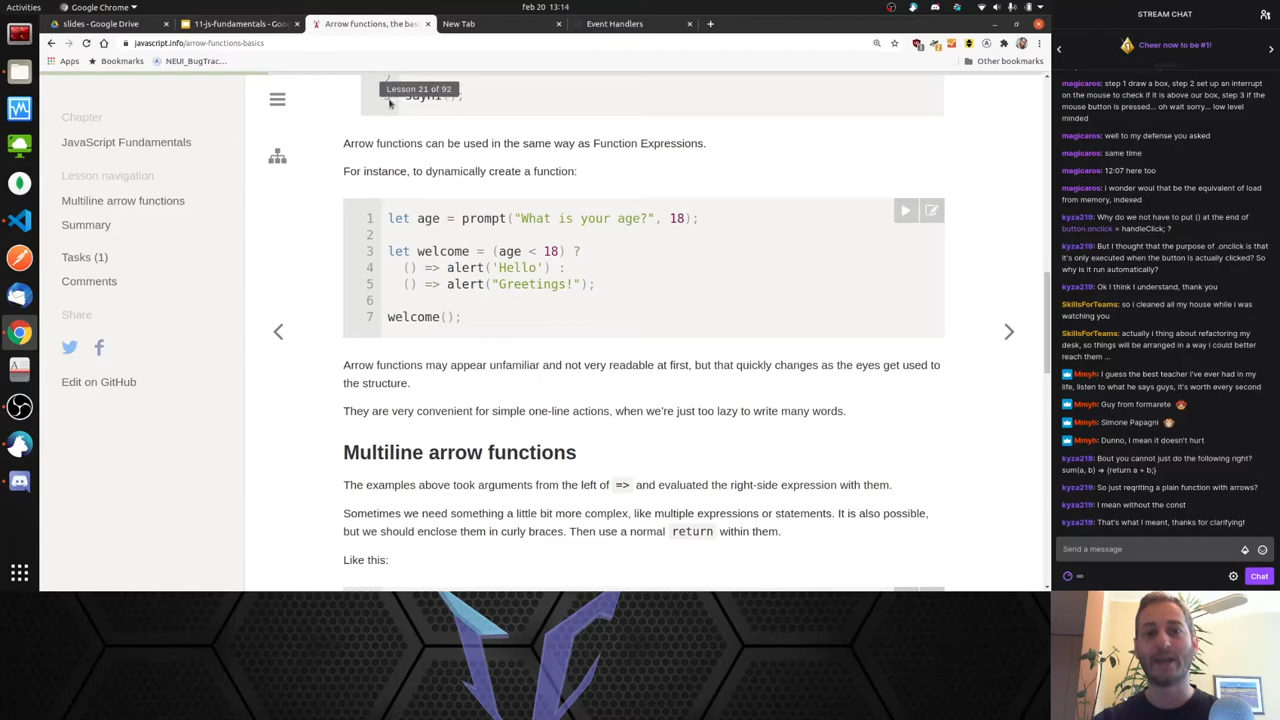 Activities
Google Chrome
feb 20 13:14
slides - Google Drive
11-js-fundamentals - Goo
Arrow functions, the bas
New Tab
Event Handlers
javascript.info/arrow-functions-basics
Apps
Bookmarks
NEUI_BugTrac...
Other bookmarks
Chapter
JavaScript Fundamentals
Lesson navigation
Multiline arrow functions
Summary
Tasks (1)
Comments
Share
Edit on GitHub
Lesson 21 of 92
Arrow functions can be used in the same way as Function Expressions.
For instance, to dynamically create a function:
1 let age = prompt("What is your age?", 18);
2
3 let welcome = (age < 18) ?
4 () => alert('Hello') :
5 () => alert("Greetings!");
6
7 welcome();
Arrow functions may appear unfamiliar and not very readable at first, but that quickly changes as the eyes get used to
the structure.
They are very convenient for simple one-line actions, when we're just too lazy to write many words.
Multiline arrow functions
The examples above took arguments from the left of => and evaluated the right-side expression with them.
Sometimes we need something a little bit more complex, like multiple expressions or statements. It is also possible,
but we should enclose them in curly braces. Then use a normal return within them.
Like this:
STREAM CHAT
Cheer now to be #1!
magicaros: step 1 draw a box, step 2 set up an interrupt
on the mouse to check if it is above our box, step 3 if the
mouse button is pressed... oh wait sorry... low level
minded
magicaros: well to my defense you asked
magicaros: same time
magicaros: 12:07 here too
magicaros: i wonder woul that be the equivalent of load
from memory, indexed
kyza219: Why do we not have to put () at the end of
button.onclick = handleClick; ?
kyza219: But I thought that the purpose of .onclick is that
it's only executed when the button is actually clicked? So
why is it run automatically?
kyza219: Ok I think I understand, thank you
SkillsForTeams: so i cleaned all my house while i was
watching you
SkillsForTeams: actually i thing about refactoring my
desk, so things will be arranged in a way I could better
reach them ...
Mmyh: I guess the best teacher i've ever had in my
life, listen to what he says guys, it's worth every second
Mmyh: Guy from formarete
Mmyh: Simone Papagni
Mmyh: Dunno, i mean it doesn't hurt
kyza219: Bout you cannot just do the following right?
sum(a, b) => {return a + b;}
kyza219: So just reqriting a plain function with arrows?
kyza219: I mean without the const
kyza219: That's what I meant, thanks for clarifying!
Send a message
Chat